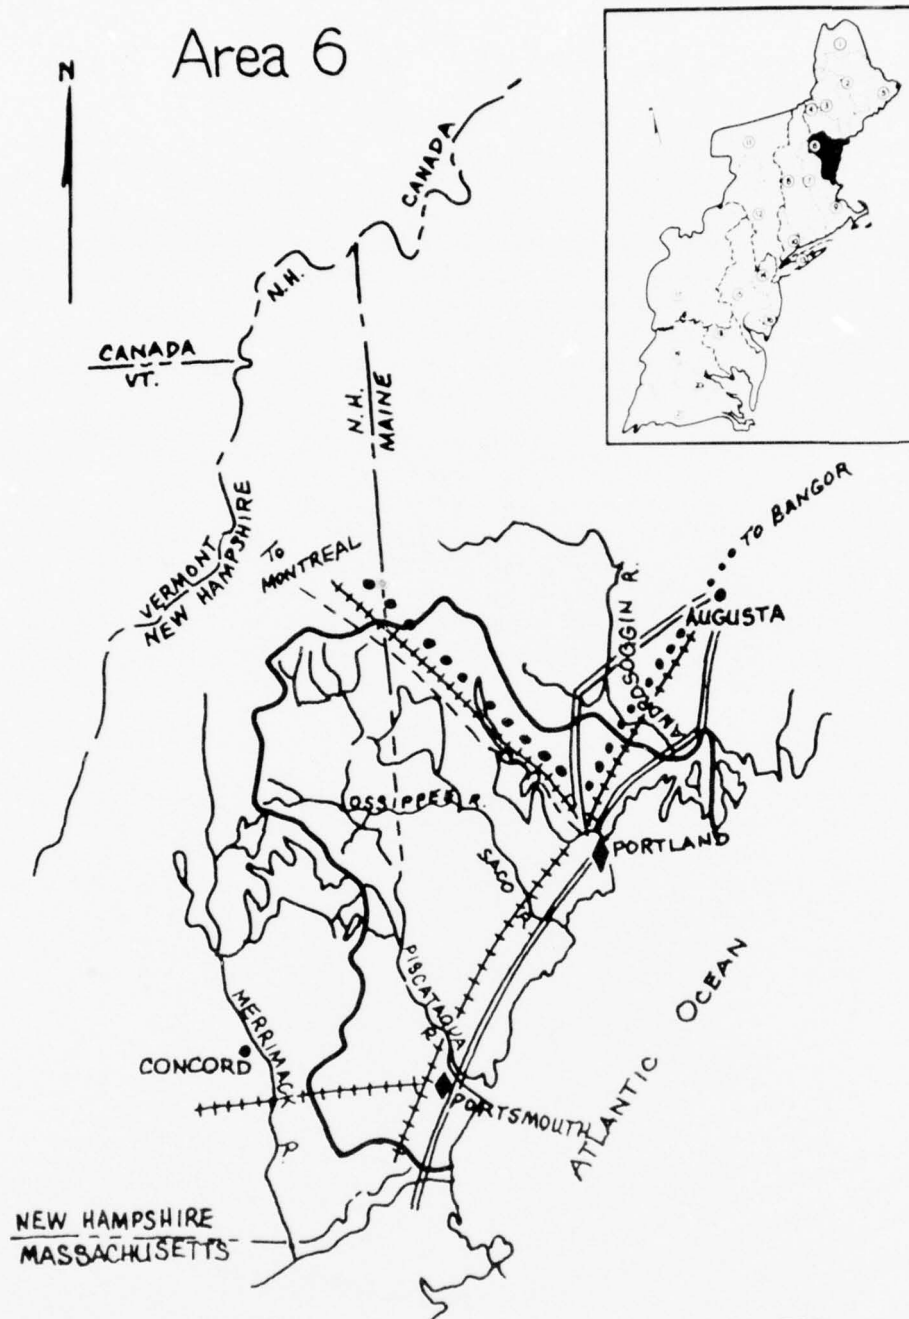 Area 6
N
CANADA
N.H.
CANADA
VT.
N.H.
MAINE
VERMONT
NEW HAMPSHIRE
TO
MONTREAL
TO BANGOR
AUGUSTA
ANDROSOGGIN R.
OSSIPPEE R.
SACO
R.
PORTLAND
PISCATAQUA
R.
MERRIMACK
R.
CONCORD
PORTSMOUTH
ATLANTIC OCEAN
NEW HAMPSHIRE
MASSACHUSETTS